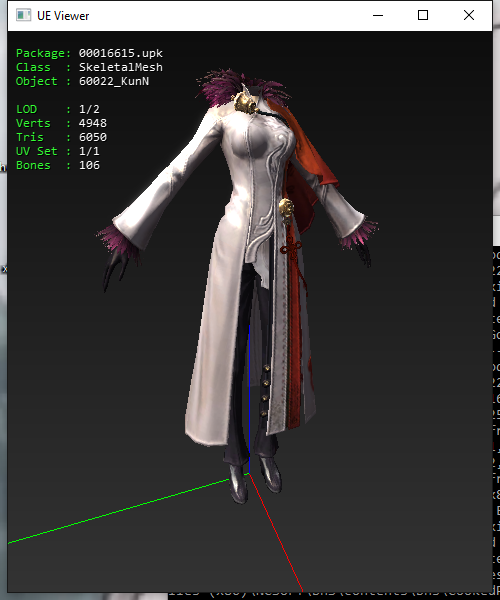 UE Viewer
Package: 00016615.upk
Class : SkeletalMesh
Object : 60022_KunN
LOD : 1/2
Verts : 4948
Tris : 6050
UV Set : 1/1
Bones : 106